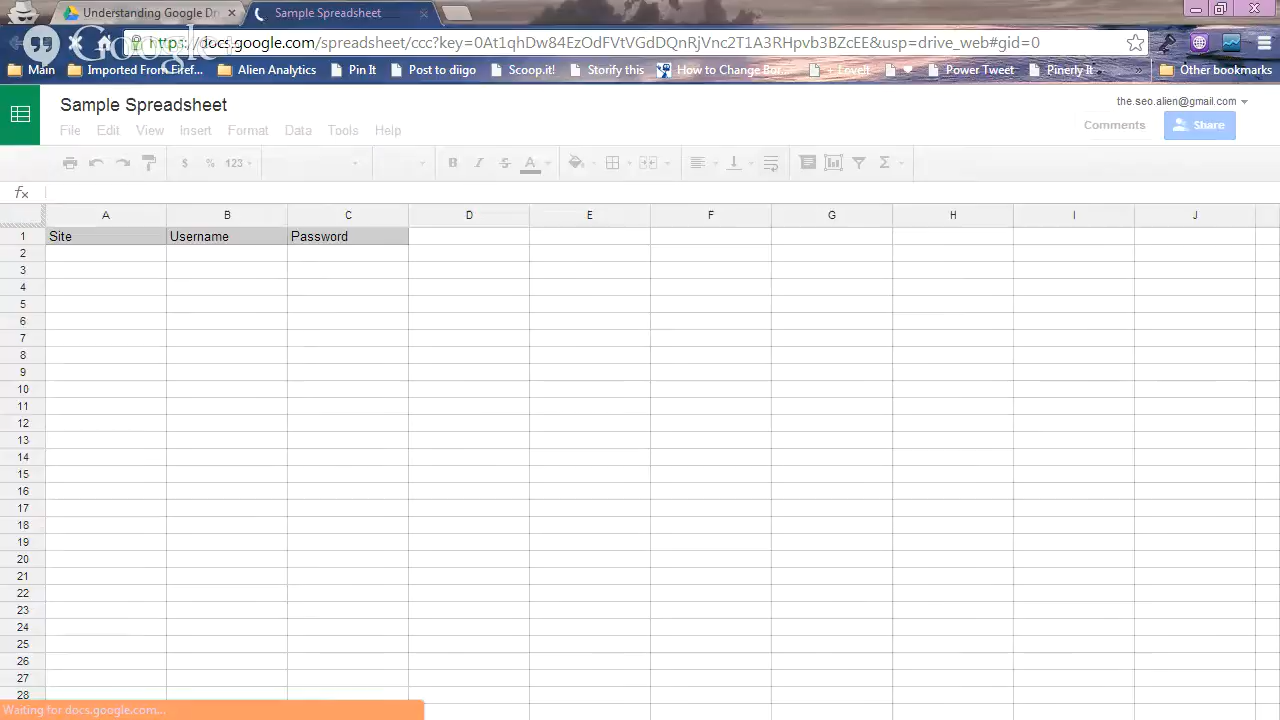 Understanding Google Dri
Sample Spreadsheet
Google
https://docs.google.com/spreadsheet/ccc?key=0At1qhDw84EzOdFVtVGdDQnRjVnc2T1A3RHpvb3BZcEE&usp=drive_web#gid=0
Main
Imported From Firef...
Alien Analytics
Pin It
Post to diigo
Scoop.it!
Storify this
How to Change Bor...
+ LoveIt
♥
Power Tweet
Pinerly It
»
Other bookmarks
Sample Spreadsheet
the.seo.alien@gmail.com
File Edit View Insert Format Data Tools Help
Comments
Share
$ % 123
B I S A Σ
fx
A B C D E F G H I J
1 Site Username Password
2
3
4
5
6
7
8
9
10
11
12
13
14
15
16
17
18
19
20
21
22
23
24
25
26
27
28
Waiting for docs.google.com...